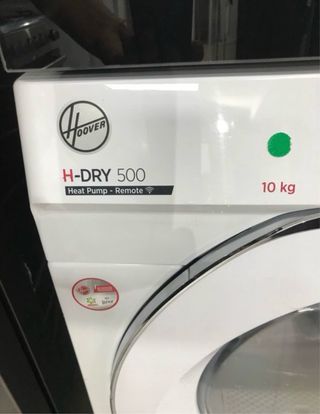 HOOVER
H-DRY 500
Heat Pump - Remote
10 kg